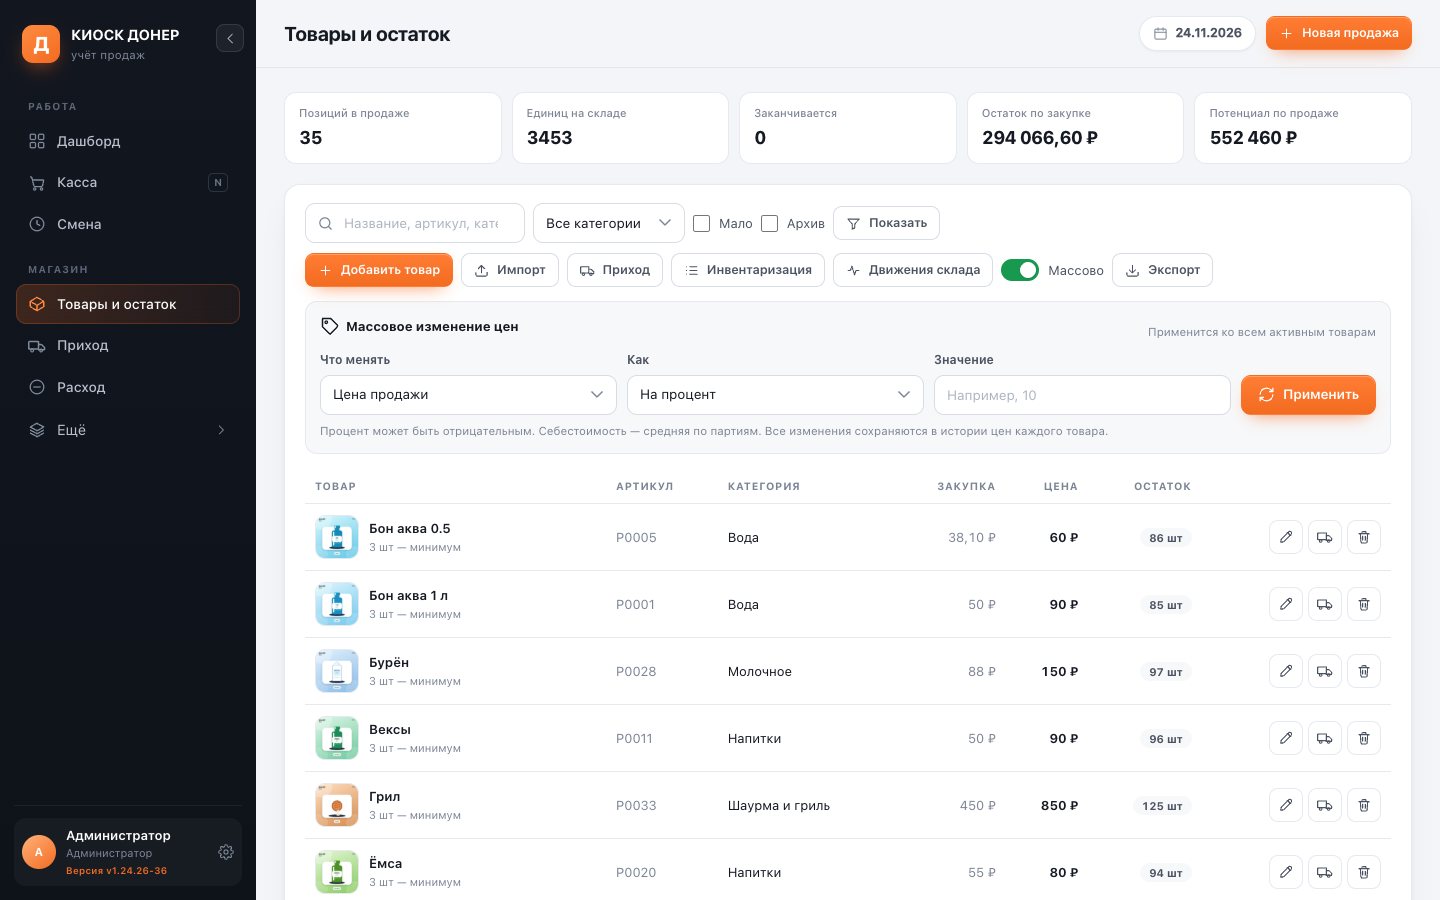 Д
КИОСК ДОНЕР
учёт продаж
РАБОТА
Дашборд
Касса
N
Смена
МАГАЗИН
Товары и остаток
Приход
Расход
Ещё
А
Администратор
Администратор
Версия v1.24.26-36
Товары и остаток
24.11.2026
Новая продажа
Позиций в продаже
35
Единиц на складе
3453
Заканчивается
0
Остаток по закупке
294 066,60 ₽
Потенциал по продаже
552 460 ₽
Название, артикул, кате
Все категории
Мало
Архив
Показать
Добавить товар
Импорт
Приход
Инвентаризация
Движения склада
Массово
Экспорт
Массовое изменение цен
Применится ко всем активным товарам
Что менять
Как
Значение
Цена продажи
На процент
Например, 10
Применить
Процент может быть отрицательным. Себестоимость — средняя по партиям. Все изменения сохраняются в истории цен каждого товара.
ТОВАР АРТИКУЛ КАТЕГОРИЯ ЗАКУПКА ЦЕНА ОСТАТОК
Бон аква 0.5
3 шт — минимум
P0005 Вода 38,10 ₽ 60 ₽ 86 шт
Бон аква 1 л
3 шт — минимум
P0001 Вода 50 ₽ 90 ₽ 85 шт
Бурён
3 шт — минимум
P0028 Молочное 88 ₽ 150 ₽ 97 шт
Вексы
3 шт — минимум
P0011 Напитки 50 ₽ 90 ₽ 96 шт
Грил
3 шт — минимум
P0033 Шаурма и гриль 450 ₽ 850 ₽ 125 шт
Ёмса
3 шт — минимум
P0020 Напитки 55 ₽ 80 ₽ 94 шт